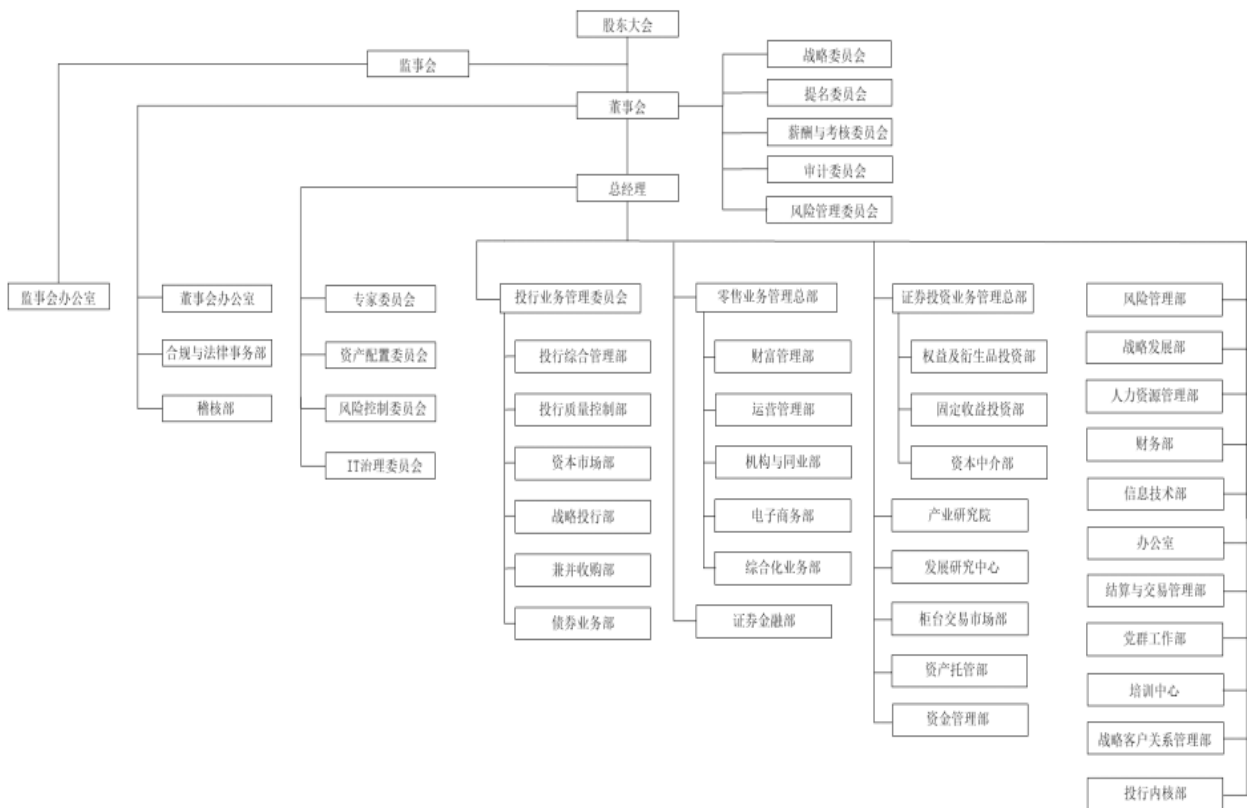 股东大会
监事会
董事会
战略委员会
提名委员会
薪酬与考核委员会
审计委员会
风险管理委员会
总经理
监事会办公室
董事会办公室
合规与法律事务部
稽核部
专家委员会
资产配置委员会
风险控制委员会
IT治理委员会
投行业务管理委员会
投行综合管理部
投行质量控制部
资本市场部
战略投行部
兼并收购部
债券业务部
零售业务管理总部
财富管理部
运营管理部
机构与同业部
电子商务部
综合化业务部
证券金融部
证券投资业务管理总部
权益及衍生品投资部
固定收益投资部
资本中介部
产业研究院
发展研究中心
柜台交易市场部
资产托管部
资金管理部
风险管理部
战略发展部
人力资源管理部
财务部
信息技术部
办公室
结算与交易管理部
党群工作部
培训中心
战略客户关系管理部
投行内核部